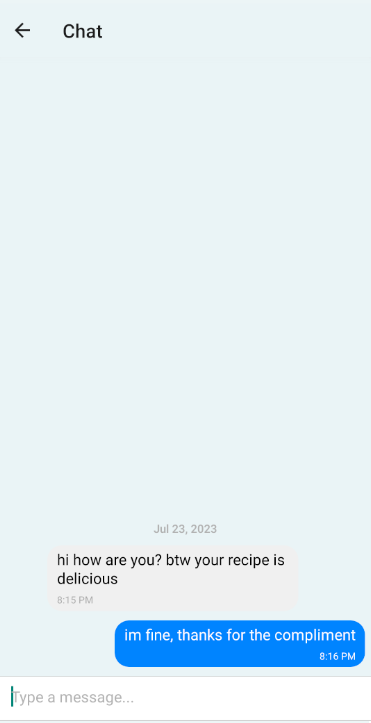 Chat
Jul 23, 2023
hi how are you? btw your recipe is
delicious
8:15 PM
im fine, thanks for the compliment
8:16 PM
Type a message...